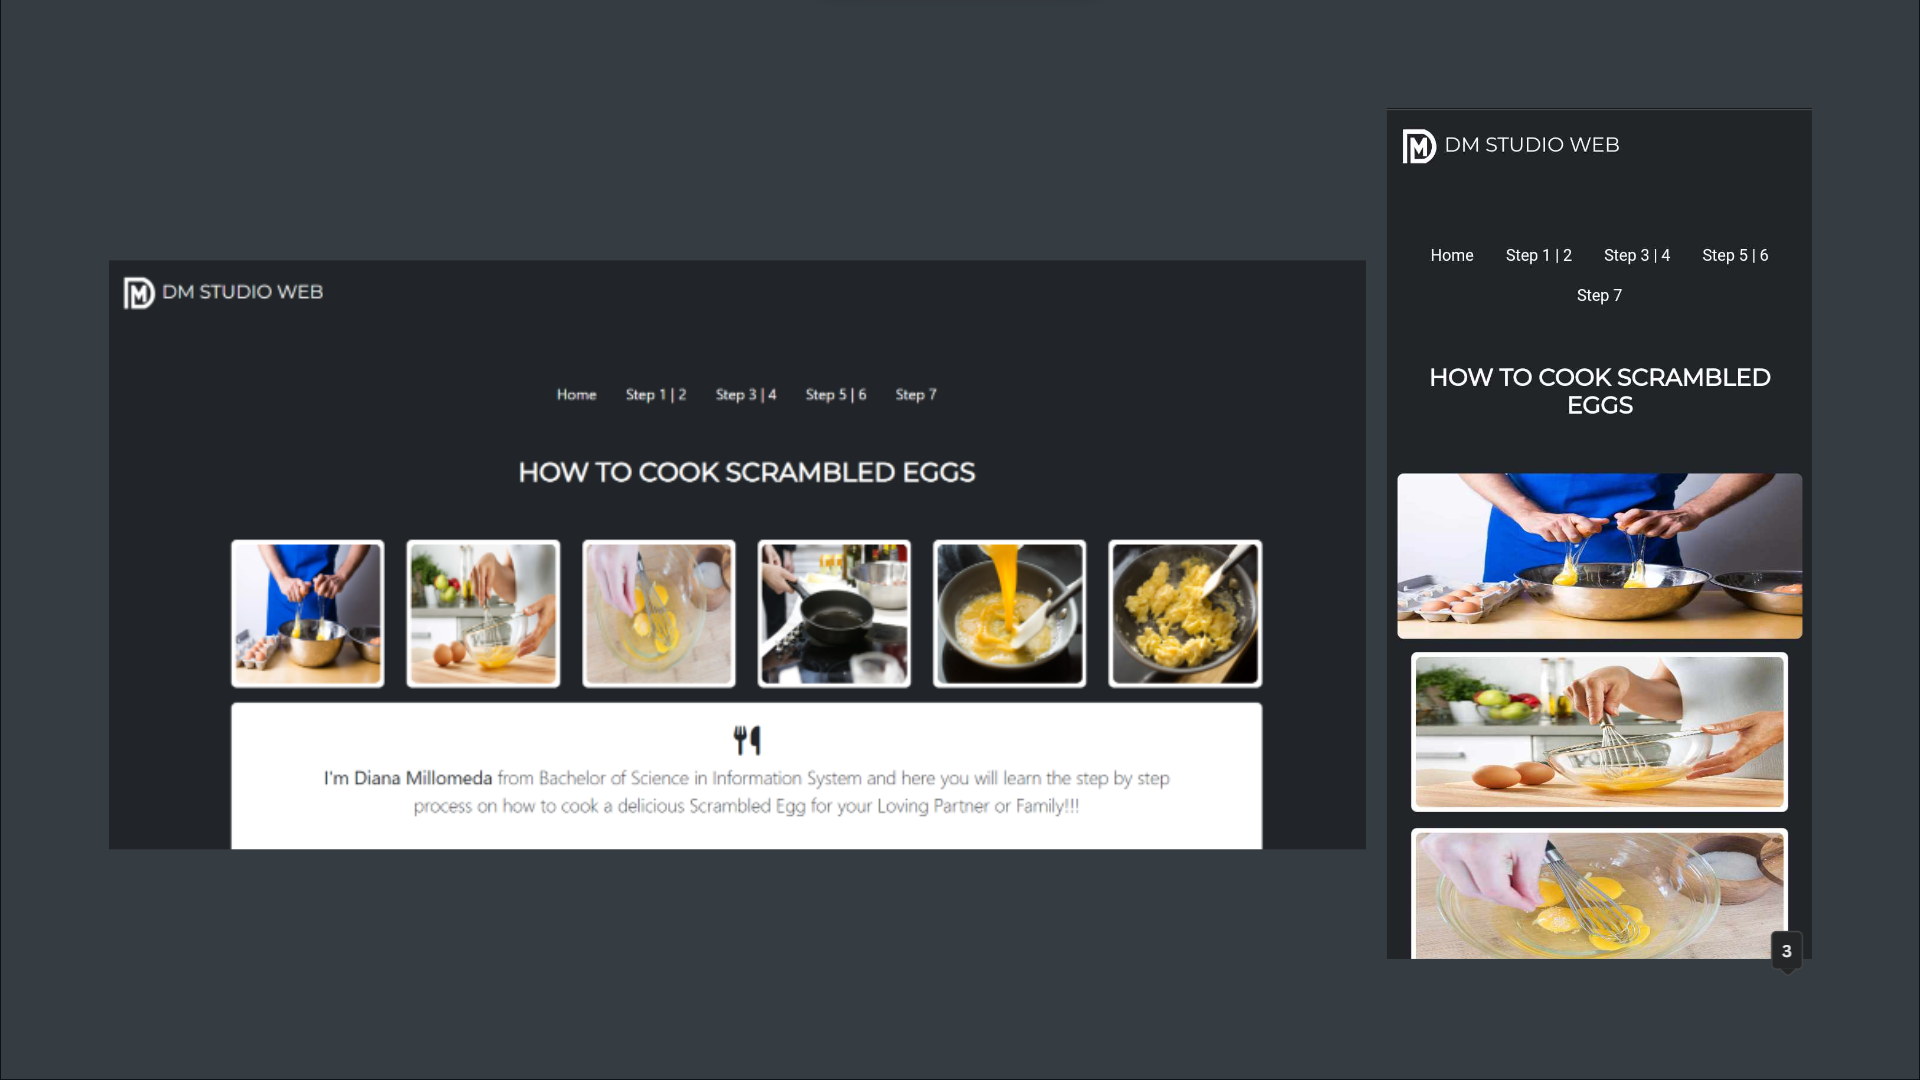 DM STUDIO WEB
Home Step 1 | 2 Step 3 | 4 Step 5 | 6 Step 7
HOW TO COOK SCRAMBLED EGGS
I'm Diana Millomeda from Bachelor of Science in Information System and here you will learn the step by step
process on how to cook a delicious Scrambled Egg for your Loving Partner or Family!!!
DM STUDIO WEB
Home Step 1 | 2 Step 3 | 4 Step 5 | 6
Step 7
HOW TO COOK SCRAMBLED
EGGS
3